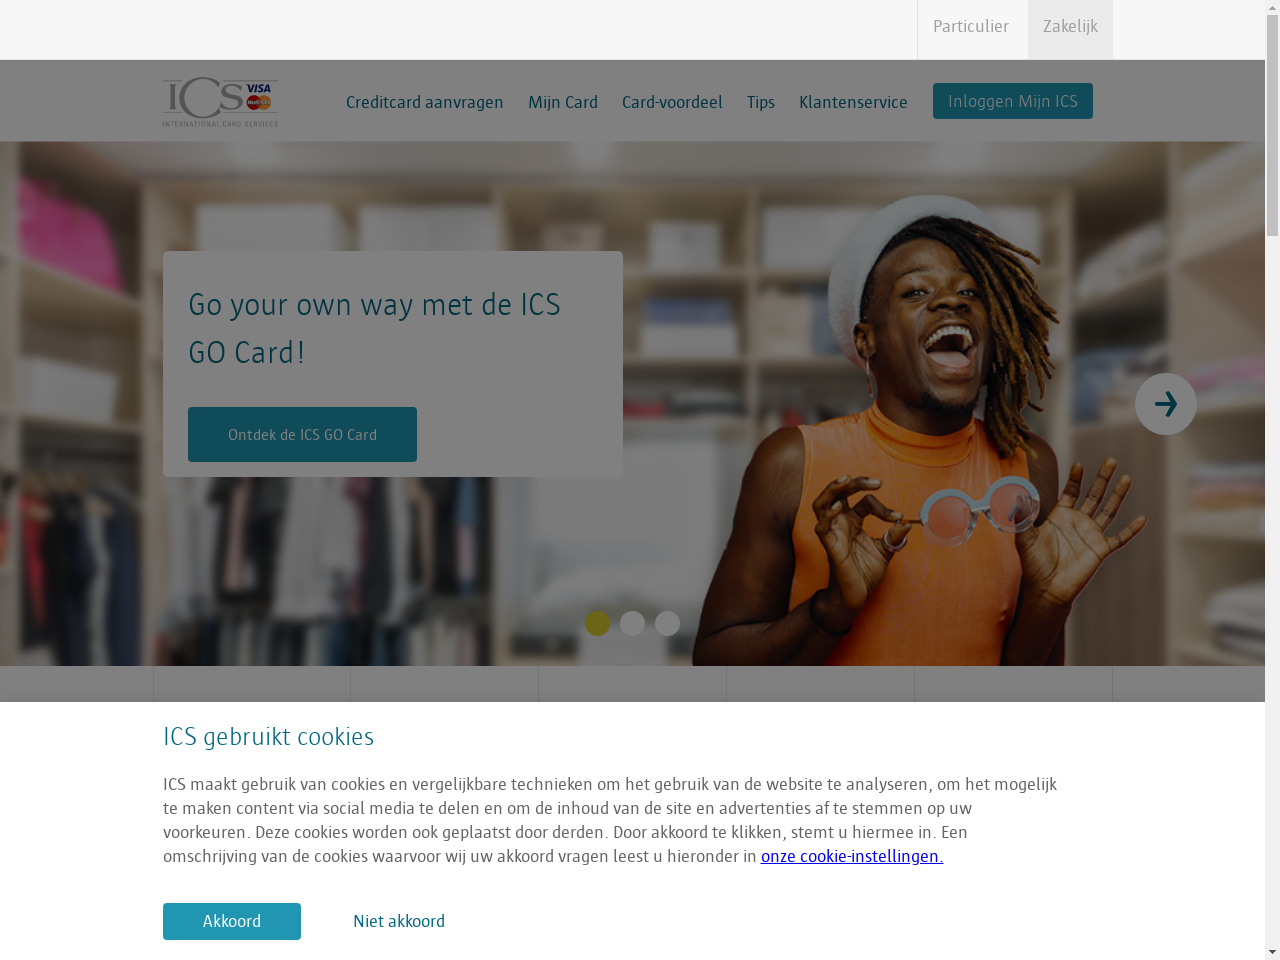 Particulier
Zakelijk
ICS
VISA
MasterCard
INTERNATIONAL CARD SERVICES
Creditcard aanvragen
Mijn Card
Card-voordeel
Tips
Klantenservice
Inloggen Mijn ICS
Go your own way met de ICS
GO Card!
Ontdek de ICS GO Card
ICS gebruikt cookies
ICS maakt gebruik van cookies en vergelijkbare technieken om het gebruik van de website te analyseren, om het mogelijk
te maken content via social media te delen en om de inhoud van de site en advertenties af te stemmen op uw
voorkeuren. Deze cookies worden ook geplaatst door derden. Door akkoord te klikken, stemt u hiermee in. Een
omschrijving van de cookies waarvoor wij uw akkoord vragen leest u hieronder in onze cookie-instellingen.
Akkoord
Niet akkoord